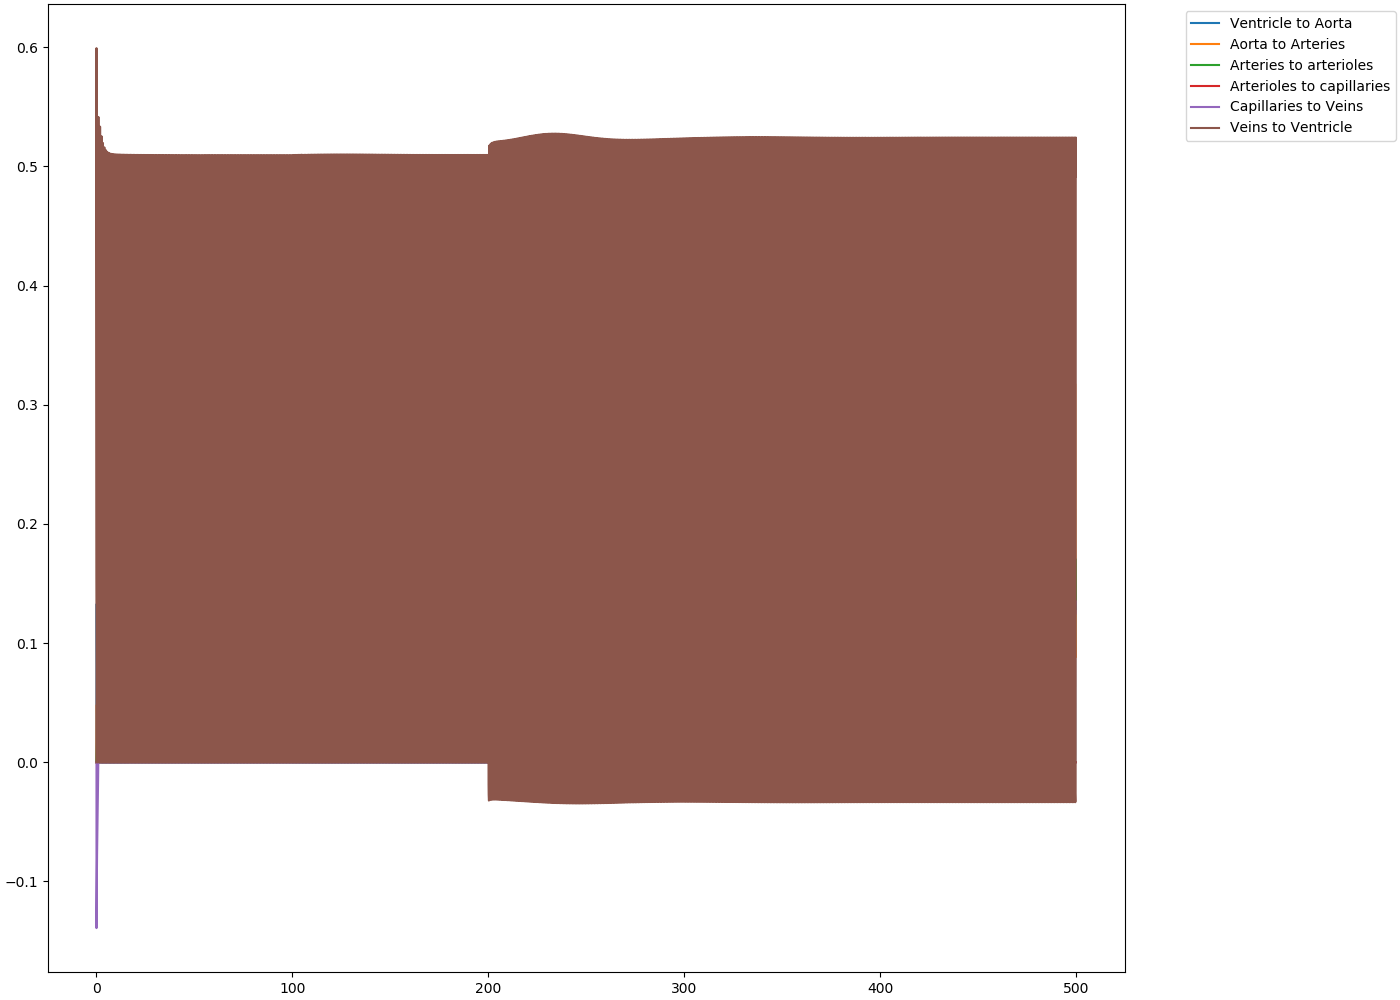 Ventricle to Aorta
Aorta to Arteries
Arteries to arterioles
Arterioles to capillaries
Capillaries to Veins
Veins to Ventricle
0.6
0.5
0.4
0.3
0.2
0.1
0.0
−0.1
0 100 200 300 400 500